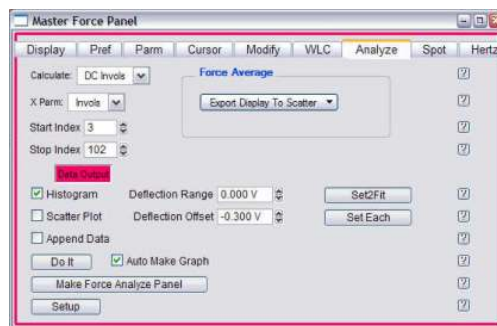 Master Force Panel
Display Pref Parm Cursor Modify WLC Analyze Spot Hertz
Calculate: DC Invols Force Average ?
X Parm: Invols Export Display To Scatter ?
Start Index 3 ?
Stop Index 102 ?
Data Output
Histogram Deflection Range 0.000 V Set2Fit ?
Scatter Plot Deflection Offset -0.300 V Set Each ?
Append Data ?
Do It Auto Make Graph ?
Make Force Analyze Panel ?
Setup ?